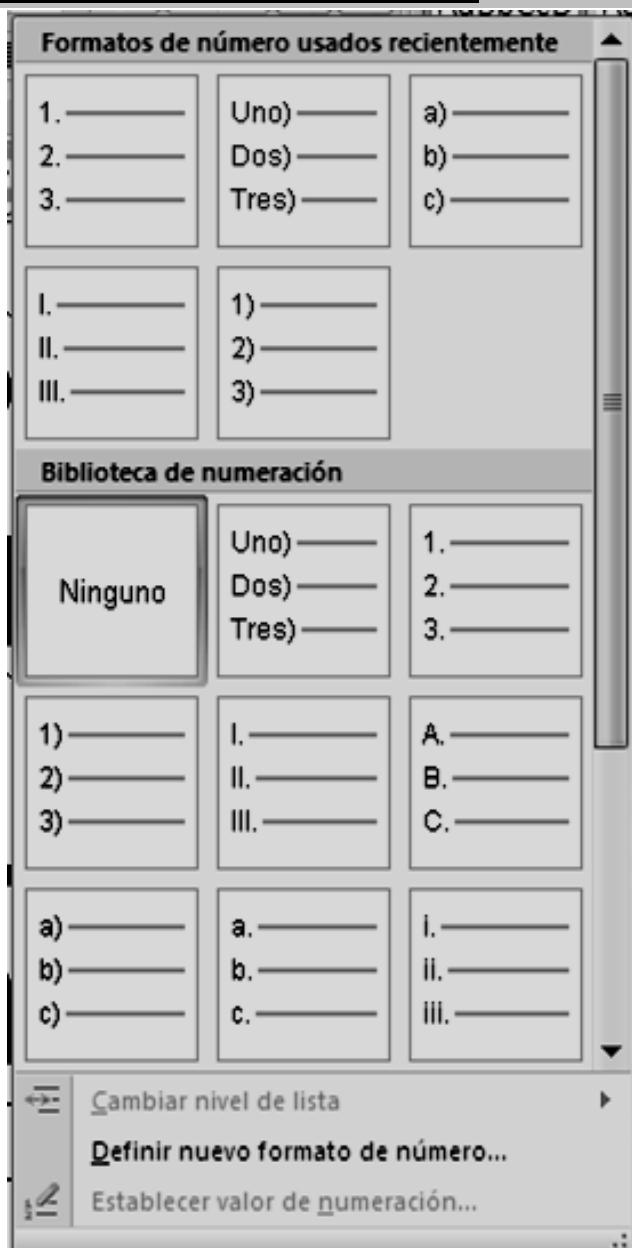 Formatos de número usados recientemente
1. Uno) a)
2. Dos) b)
3. Tres) c)
I. 1)
II. 2)
III. 3)
Biblioteca de numeración
Ninguno
Uno) 1.
Dos) 2.
Tres) 3.
1) I. A.
2) II. B.
3) III. C.
a) a. i.
b) b. ii.
c) c. iii.
Cambiar nivel de lista
Definir nuevo formato de número...
Establecer valor de numeración...